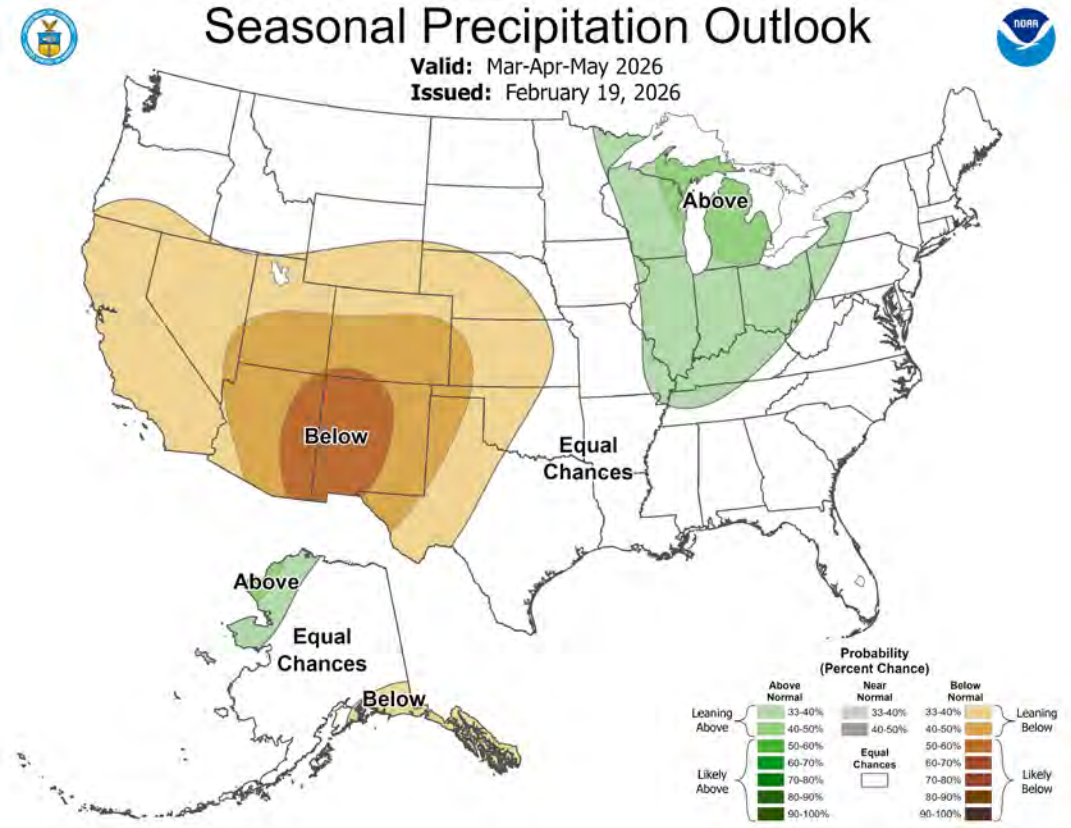 Seasonal Precipitation Outlook
NOAA
Valid: Mar-Apr-May 2026
Issued: February 19, 2026
Above
Below
Equal
Chances
Above
Equal
Chances
Below
Probability
(Percent Chance)
Above
Normal
Near
Normal
Below
Normal
Leaning
Above
33-40%
33-40%
33-40%
Leaning
Below
40-50%
40-50%
40-50%
Likely
Above
50-60%
Equal
Chances
50-60%
Likely
Below
60-70%
60-70%
70-80%
70-80%
80-90%
80-90%
90-100%
90-100%